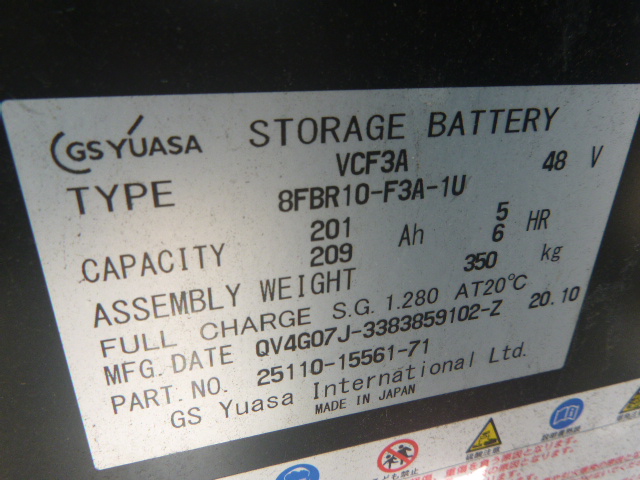 GS YUASA STORAGE BATTERY
VCF3A 48 V
TYPE 8FBR10-F3A-1U
201 5
CAPACITY Ah HR
209 6
ASSEMBLY WEIGHT 350 kg
FULL CHARGE S.G. 1.280 AT20℃
MFG. DATE QV4G07J-3383859102-Z 20.10
PART. NO. 25110-15561-71
GS Yuasa International Ltd.
MADE IN JAPAN